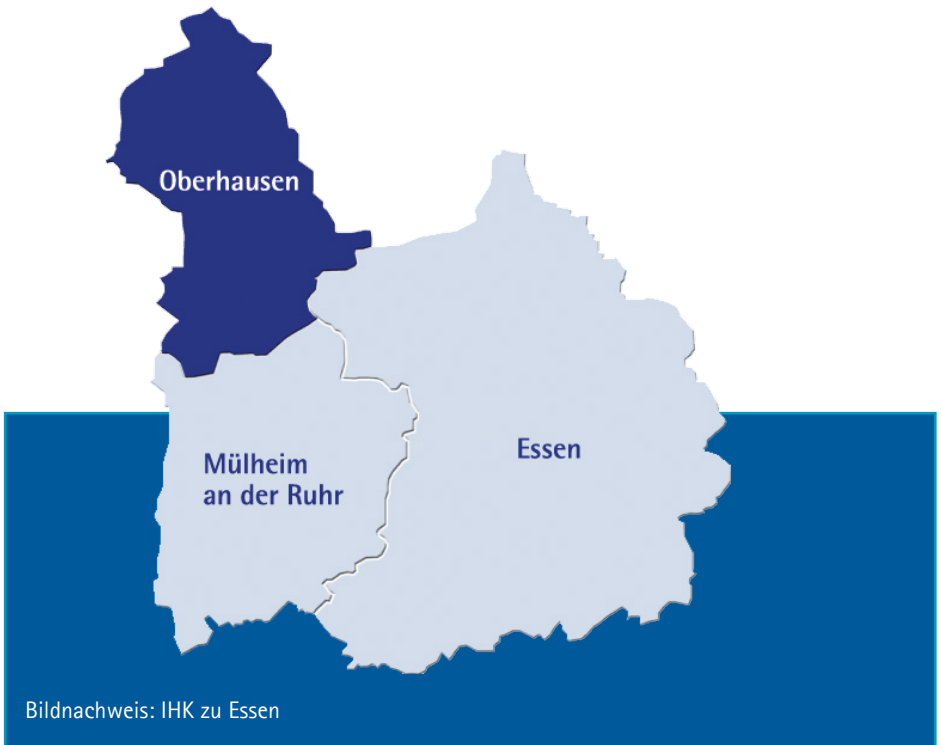 Oberhausen
Essen
Mülheim
an der Ruhr
Bildnachweis: IHK zu Essen